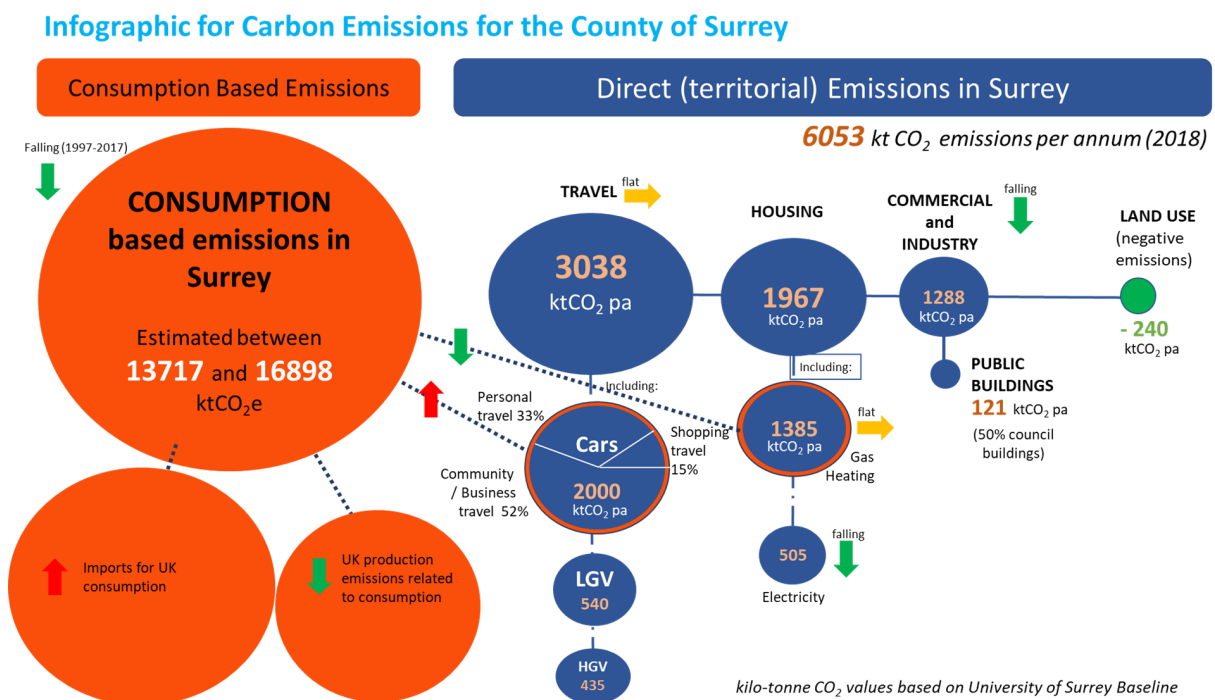 Infographic for Carbon Emissions for the County of Surrey
Consumption Based Emissions
Direct (territorial) Emissions in Surrey
6053 kt CO₂ emissions per annum (2018)
Falling (1997-2017)
CONSUMPTION
based emissions in
Surrey
Estimated between
13717 and 16898
ktCO₂e
Imports for UK
consumption
UK production
emissions related
to consumption
TRAVEL
flat
3038
ktCO₂ pa
Including:
Personal
travel 33%
Shopping
travel
15%
Community
/ Business
travel 52%
Cars
2000
ktCO₂ pa
LGV
540
HGV
435
HOUSING
1967
ktCO₂ pa
Including:
1385
ktCO₂ pa
flat
Gas
Heating
505
falling
Electricity
COMMERCIAL
and
INDUSTRY
falling
1288
ktCO₂ pa
PUBLIC
BUILDINGS
121 ktCO₂ pa
(50% council
buildings)
LAND USE
(negative
emissions)
- 240
ktCO₂ pa
kilo-tonne CO₂ values based on University of Surrey Baseline